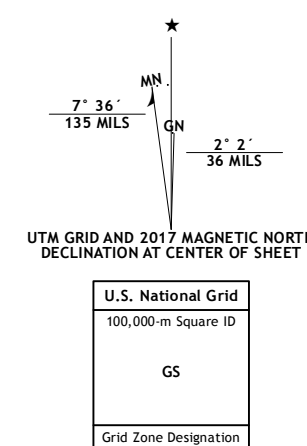 ★
MN
7° 36´
135 MILS
GN
2° 2´
36 MILS
UTM GRID AND 2017 MAGNETIC NORT
DECLINATION AT CENTER OF SHEET
U.S. National Grid
100,000-m Square ID
GS
Grid Zone Designation